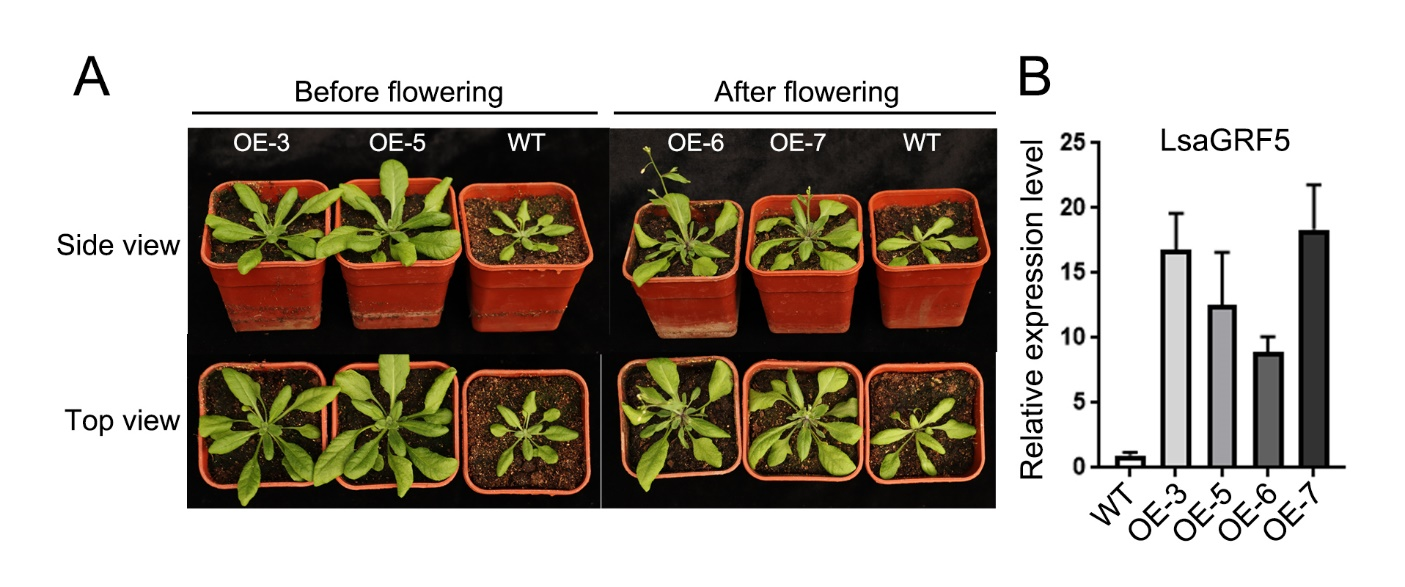 A
Before flowering
After flowering
OE-3
OE-5
WT
OE-6
OE-7
WT
Side view
Top view
B
LsaGRF5
Relative expression level
25
20
15
10
5
0
WT
OE-3
OE-5
OE-6
OE-7